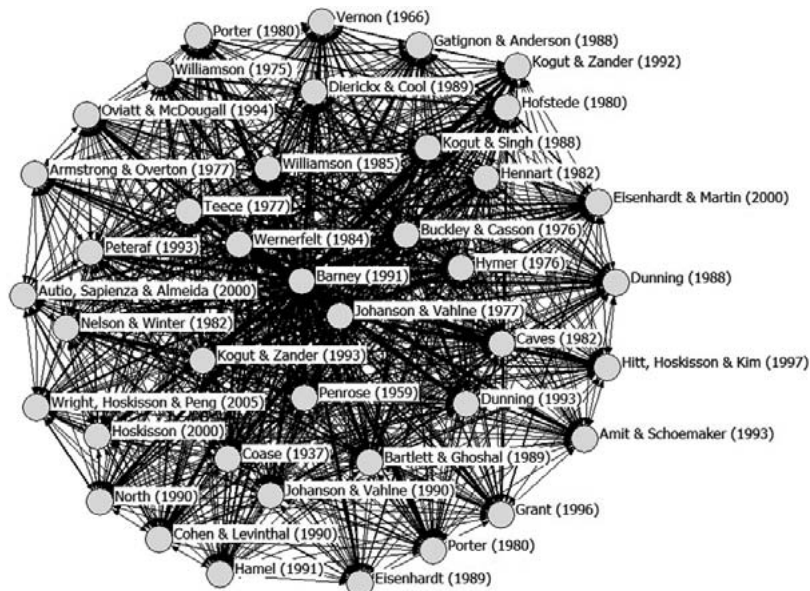 Vernon (1966)
Porter (1980)
Gatignon & Anderson (1988)
Kogut & Zander (1992)
Williamson (1975)
Dierickx & Cool (1989)
Hofstede (1980)
Oviatt & McDougall (1994)
Kogut & Singh (1988)
Williamson (1985)
Armstrong & Overton (1977)
Hennart (1982)
Eisenhardt & Martin (2000)
Teece (1977)
Buckley & Casson (1976)
Wernerfelt (1984)
Peteraf (1993)
Hymer (1976)
Barney (1991)
Dunning (1988)
Autio, Sapienza & Almeida (2000)
Johanson & Vahlne (1977)
Nelson & Winter (1982)
Caves (1982)
Kogut & Zander (1993)
Hitt, Hoskisson & Kim (1997)
Penrose (1959)
Dunning (1993)
Wright, Hoskisson & Peng (2005)
Hoskisson (2000)
Amit & Schoemaker (1993)
Coase (1937)
Bartlett & Ghoshal (1989)
North (1990)
Johanson & Vahlne (1990)
Grant (1996)
Cohen & Levinthal (1990)
Porter (1980)
Hamel (1991)
Eisenhardt (1989)